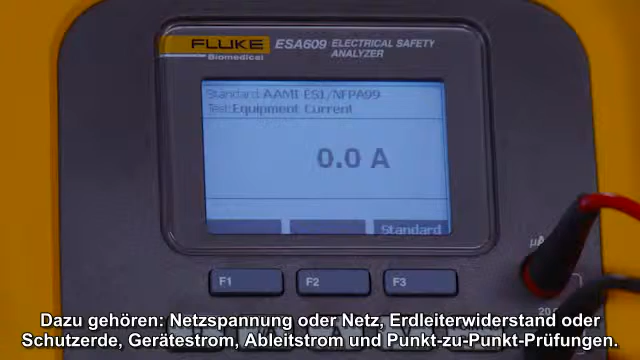 FLUKE ESA609 ELECTRICAL SAFETY
Biomedical ANALYZER
Standard: AAMI ES1/NFPA99
Test: Equipment Current
0.0 A
Standard
F1 F2 F3
Dazu gehören: Netzspannung oder Netz, Erdleiterwiderstand oder
Schutzerde, Gerätestrom, Ableitstrom und Punkt-zu-Punkt-Prüfungen.